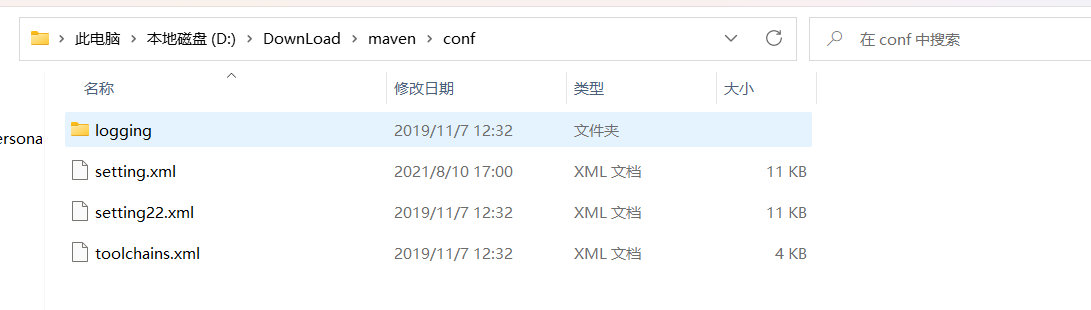 此电脑 > 本地磁盘 (D:) > DownLoad > maven > conf
在 conf 中搜索
名称 修改日期 类型 大小
ersona
logging 2019/11/7 12:32 文件夹
setting.xml 2021/8/10 17:00 XML 文档 11 KB
setting22.xml 2019/11/7 12:32 XML 文档 11 KB
toolchains.xml 2019/11/7 12:32 XML 文档 4 KB